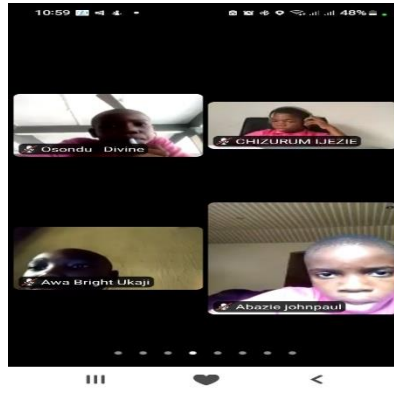 10:59 48%
Osondu Divine
CHIZURUM IJEZIE
Awa Bright Ukaji
Abazie johnpaul